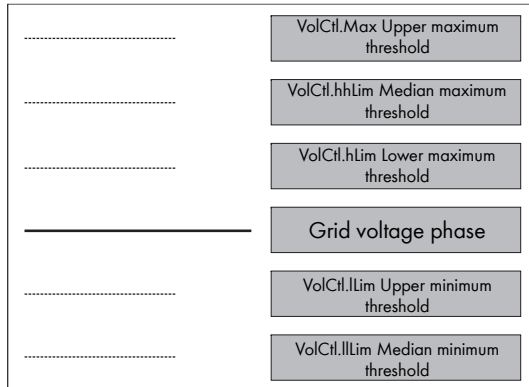 VolCtl.Max Upper maximum
threshold
VolCtl.hhLim Median maximum
threshold
VolCtl.hLim Lower maximum
threshold
Grid voltage phase
VolCtl.lLim Upper minimum
threshold
VolCtl.llLim Median minimum
threshold